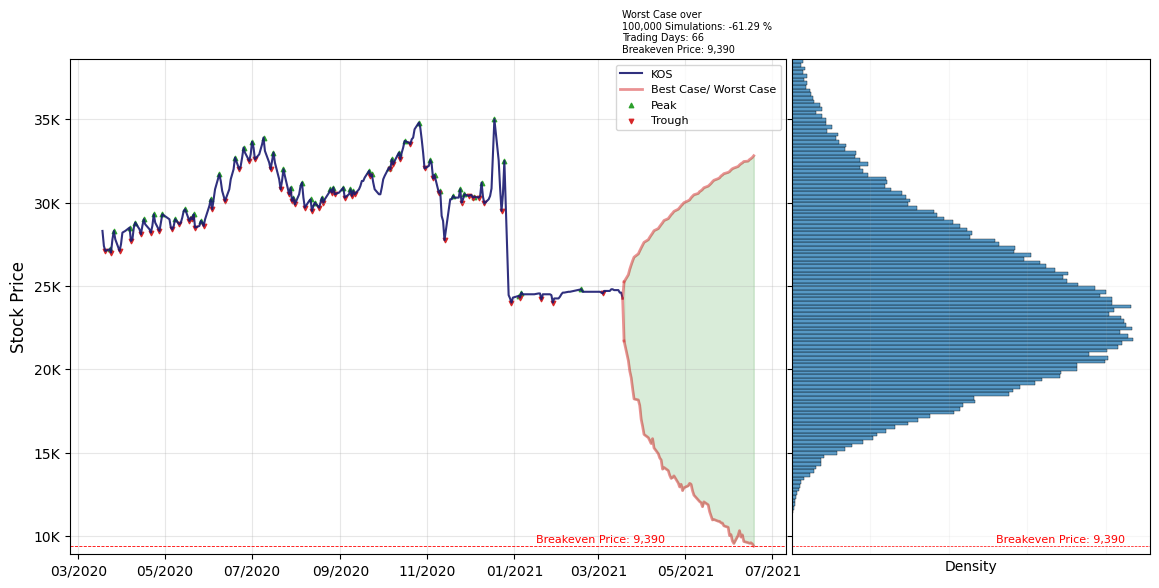 Worst Case over
100,000 Simulations: -61.29 %
Trading Days: 66
Breakeven Price: 9,390
KOS
Best Case/ Worst Case
Peak
Trough
Stock Price
35K
30K
25K
20K
15K
10K
Breakeven Price: 9,390
Breakeven Price: 9,390
03/2020 05/2020 07/2020 09/2020 11/2020 01/2021 03/2021 05/2021 07/2021
Density